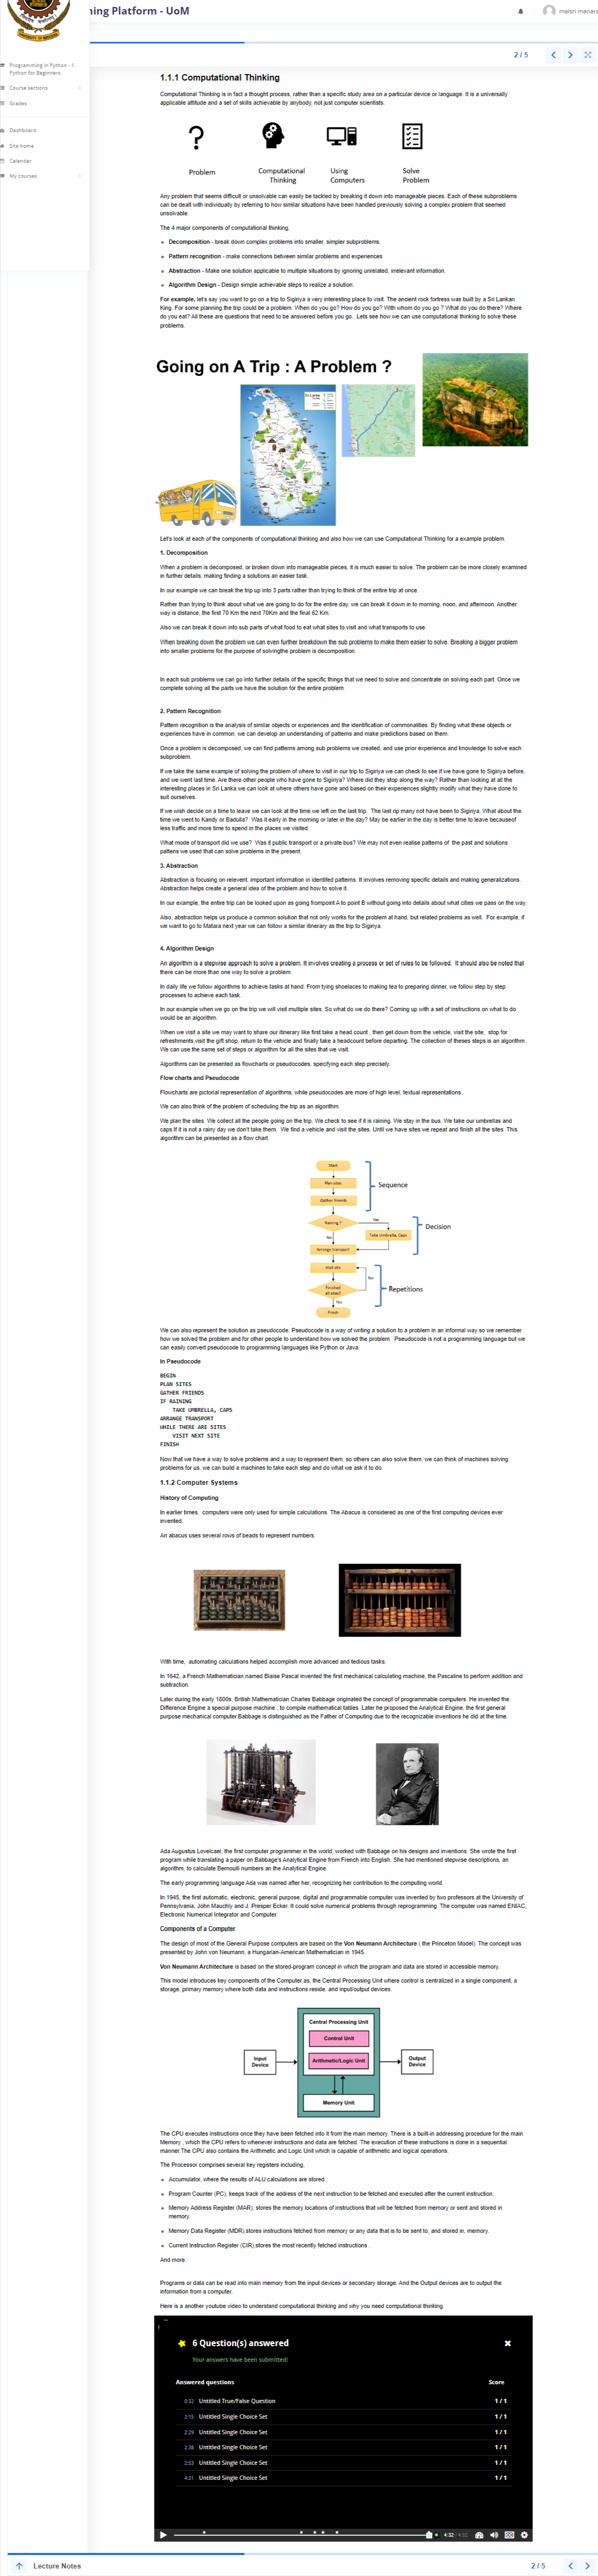 ning Platform - UoM
malsri manara
Programming in Python - 1
Python for Beginners
Course sections
Grades
Dashboard
Site home
Calendar
My courses
2 / 5
1.1.1 Computational Thinking
Computational Thinking is in fact a thought process, rather than a specific study area on a particular device or language. It is a universally
applicable attitude and a set of skills achievable by anybody, not just computer scientists.
Problem
Computational
Thinking
Using
Computers
Solve
Problem
Any problem that seems difficult or unsolvable can easily be tackled by breaking it down into manageable pieces. Each of these subproblems
can be dealt with individually by referring to how similar situations have been handled previously solving a complex problem that seemed
unsolvable.
The 4 major components of computational thinking,
Decomposition - break down complex problems into smaller, simpler subproblems.
Pattern recognition - make connections between similar problems and experiences
Abstraction - Make one solution applicable to multiple situations by ignoring unrelated, irrelevant information.
Algorithm Design - Design simple achievable steps to realize a solution.
For example, let's say you want to go on a trip to Sigiriya a very interesting place to visit. The ancient rock fortress was built by a Sri Lankan
King. For some planning the trip could be a problem. When do you go? How do you go? With whom do you go ? What do you do there? Where
do you eat? All these are questions that need to be answered before you go. Lets see how we can use computational thinking to solve these
problems.
Going on A Trip : A Problem ?
Let's look at each of the components of computational thinking and also how we can use Computational Thinking for a example problem.
1. Decomposition
When a problem is decomposed, or broken down into manageable pieces, it is much easier to solve. The problem can be more closely examined
in further details, making finding a solutions an easier task.
In our example we can break the trip up into 3 parts rather than trying to think of the entire trip at once.
Rather than trying to think about what we are going to do for the entire day, we can break it down in to morning, noon, and afternoon. Another
way is distance, the first 70 Km the next 70Km and the final 62 Km.
Also we can break it down into sub parts of what food to eat what sites to visit and what transports to use.
When breaking down the problem we can even further breakdown the sub problems to make them easier to solve. Breaking a bigger problem
into smaller problems for the purpose of solvingthe problem is decomposition.
In each sub problems we can go into further details of the specific things that we need to solve and concentrate on solving each part. Once we
complete solving all the parts we have the solution for the entire problem.
2. Pattern Recognition
Pattern recognition is the analysis of similar objects or experiences and the identification of commonalities. By finding what these objects or
experiences have in common, we can develop an understanding of patterns and make predictions based on them.
Once a problem is decomposed, we can find patterns among sub problems we created, and use prior experience and knowledge to solve each
subproblem.
If we take the same example of solving the problem of where to visit in our trip to Sigiriya we can check to see if we have gone to Sigiriya before,
and we went last time. Are there other people who have gone to Sigiriya? Where did they stop along the way? Rather than looking at all the
interesting places in Sri Lanka we can look at where others have gone and based on their experiences slightly modify what they have done to
suit ourselves.
If we wish decide on a time to leave we can look at the time we left on the last trip. The last rip many not have been to Sigiriya. What about the
time we went to Kandy or Badulla? Was it early in the morning or later in the day? May be earlier in the day is better time to leave becauseof
less traffic and more time to spend in the places we visited.
What mode of transport did we use? Was it public transport or a private bus? We may not even realise patterns of the past and solutions
pattens we used that can solve problems in the present.
3. Abstraction
Abstraction is focusing on relevent, important information in identifed patterns. It involves removing specific details and making generalizations.
Abstraction helps create a general idea of the problem and how to solve it.
In our example, the entire trip can be looked upon as going frompoint A to point B without going into details about what cities we pass on the way.
Also, abstraction helps us produce a common solution that not only works for the problem at hand, but related problems as well. For example, if
we want to go to Matara next year we can follow a similar itinerary as the trip to Sigiriya.
4. Algorithm Design
An algorithm is a stepwise approach to solve a problem. It involves creating a process or set of rules to be followed. It should also be noted that
there can be more than one way to solve a problem.
In daily life we follow algorithms to achieve tasks at hand. From tying shoelaces to making tea to preparing dinner, we follow step by step
processes to achieve each task.
In our example when we go on the trip we will visit multiple sites. So what do we do there? Coming up with a set of instructions on what to do
would be an algorithm.
When we visit a site we may want to share our itinerary like first take a head count , then get down from the vehicle, visit the site, stop for
refreshments,visit the gift shop, return to the vehicle and finally take a headcount before departing. The collection of theses steps is an algorithm.
We can use the same set of steps or algorithm for all the sites that we visit.
Algorithms can be presented as flowcharts or pseudocodes, specifying each step precisely.
Flow charts and Pseudocode
Flowcharts are pictorial representation of algorithms, while pseudocodes are more of high level, textual representations.
We can also think of the problem of scheduling the trip as an algorithm.
We plan the sites. We collect all the people going on the trip. We check to see if it is raining. We stay in the bus. We take our umbrellas and
caps.If it is not a rainy day we don't take them. We find a vehicle and visit the sites. Until we have sites we repeat and finish all the sites. This
algorithm can be presented as a flow chart.
Start
Plan sites
Gather friends
Sequence
Raining ?
Yes
Take Umbrella, Caps
Decision
No
Arrange transport
Visit site
No
Finished
all sites?
Repetitions
Yes
Finish
We can also represent the solution as pseudocode. Pseudocode is a way of writing a solution to a problem in an informal way so we remember
how we solved the problem and for other people to understand how we solved the problem. Pseudocode is not a programming language but we
can easily convert pseudocode to programming languages like Python or Java.
In Pseudocode
BEGIN
PLAN SITES
GATHER FRIENDS
IF RAINING
TAKE UMBRELLA, CAPS
ARRANGE TRANSPORT
WHILE THERE ARE SITES
VISIT NEXT SITE
FINISH
Now that we have a way to solve problems and a way to represent them. so others can also solve them. we can think of machines solving
problems for us. we can build a machines to take each step and do what we ask it to do.
1.1.2 Computer Systems
History of Computing
In earlier times, computers were only used for simple calculations. The Abacus is considered as one of the first computing devices ever
invented.
An abacus uses several rows of beads to represent numbers.
With time, automating calculations helped accomplish more advanced and tedious tasks.
In 1642, a French Mathematician named Blaise Pascal invented the first mechanical calculating machine, the Pascaline to perform addition and
subtraction.
Later during the early 1800s, British Mathematician Charles Babbage originated the concept of programmable computers. He invented the
Difference Engine a special purpose machine , to compile mathematical tables. Later he proposed the Analytical Engine, the first general
purpose mechanical computer.Babbage is distinguished as the Father of Computing due to the recognizable inventions he did at the time.
Ada Augustus Lovelcael, the first computer programmer in the world, worked with Babbage on his designs and inventions. She wrote the first
program while translating a paper on Babbage's Analytical Engine from French into English. She had mentioned stepwise descriptions, an
algorithm, to calculate Bernoulli numbers an the Analytical Engine.
The early programming language Ada was named after her, recognizing her contribution to the computing world.
In 1945, the first automatic, electronic, general purpose, digital and programmable computer was invented by two professors at the University of
Pennsylvania, John Mauchly and J. Presper Ecker. It could solve numerical problems through reprogramming. The computer was named ENIAC,
Electronic Numerical Integrator and Computer.
Components of a Computer
The design of most of the General Purpose computers are based on the Von Neumann Architecture ( the Princeton Model). The concept was
presented by John von Neumann, a Hungarian-American Mathematician in 1945.
Von Neumann Architecture is based on the stored-program concept in which the program and data are stored in accessible memory.
This model introduces key components of the Computer as, the Central Processing Unit where control is centralized in a single component, a
storage, primary memory where both data and instructions reside, and input/output devices.
Central Processing Unit
Control Unit
Input
Device
Arithmetic/Logic Unit
Output
Device
Memory Unit
The CPU executes instructions once they have been fetched into it from the main memory. There is a built-in addressing procedure for the main
Memory , which the CPU refers to whenever instructions and data are fetched. The execution of these instructions is done in a sequential
manner.The CPU also contains the Arithmetic and Logic Unit which is capable of arithmetic and logical operations.
The Processor comprises several key registers including,
Accumulator, where the results of ALU calculations are stored .
Program Counter (PC), keeps track of the address of the next instruction to be fetched and executed after the current instruction.
Memory Address Register (MAR), stores the memory locations of instructions that will be fetched from memory or sent and stored in
memory.
Memory Data Register (MDR),stores instructions fetched from memory or any data that is to be sent to, and stored in, memory.
Current Instruction Register (CIR),stores the most recently fetched instructions .
And more.
Programs or data can be read into main memory from the input devices or secondary storage. And the Output devices are to output the
information from a computer.
Here is a another youtube video to understand computational thinking and why you need computational thinking.
6 Question(s) answered
Your answers have been submitted!
Answered questions Score
0:32 Untitled True/False Question 1 / 1
2:15 Untitled Single Choice Set 1 / 1
2:29 Untitled Single Choice Set 1 / 1
2:38 Untitled Single Choice Set 1 / 1
2:53 Untitled Single Choice Set 1 / 1
4:31 Untitled Single Choice Set 1 / 1
4:32 / 4:32
Lecture Notes
2 / 5